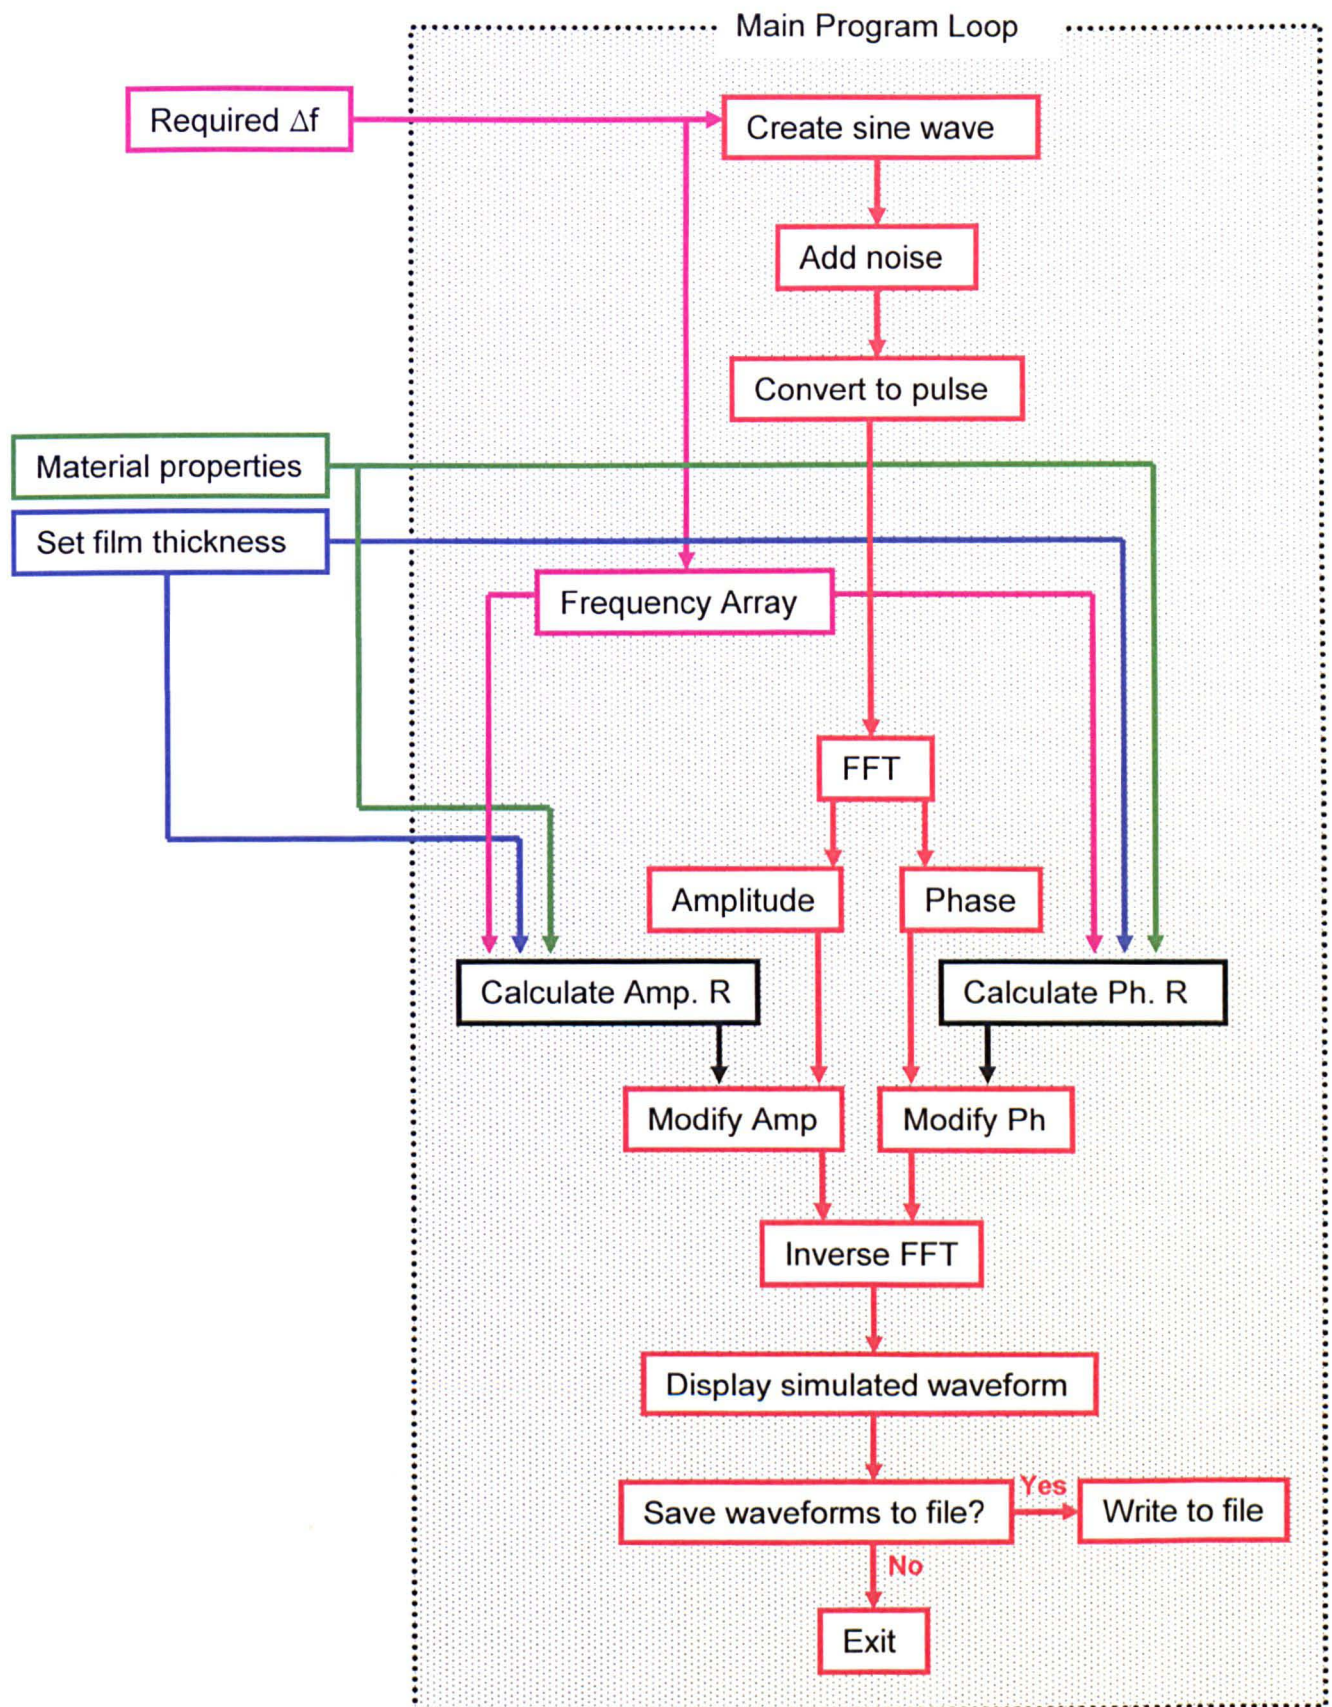 Main Program Loop
Required Δf
Create sine wave
Add noise
Convert to pulse
Material properties
Set film thickness
Frequency Array
FFT
Amplitude
Phase
Calculate Amp. R
Calculate Ph. R
Modify Amp
Modify Ph
Inverse FFT
Display simulated waveform
Save waveforms to file?
Yes
Write to file
No
Exit